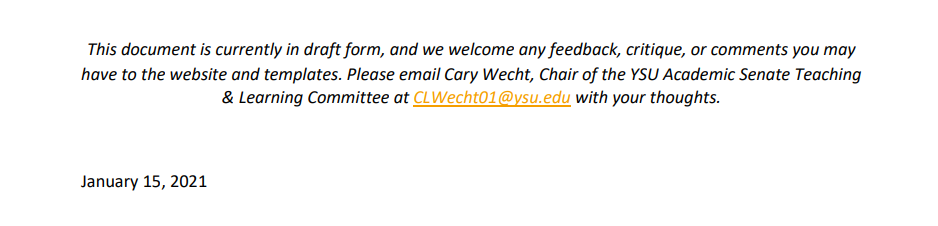 This document is currently in draft form, and we welcome any feedback, critique, or comments you may
have to the website and templates. Please email Cary Wecht, Chair of the YSU Academic Senate Teaching
& Learning Committee at CLWecht01@ysu.edu with your thoughts.
January 15, 2021